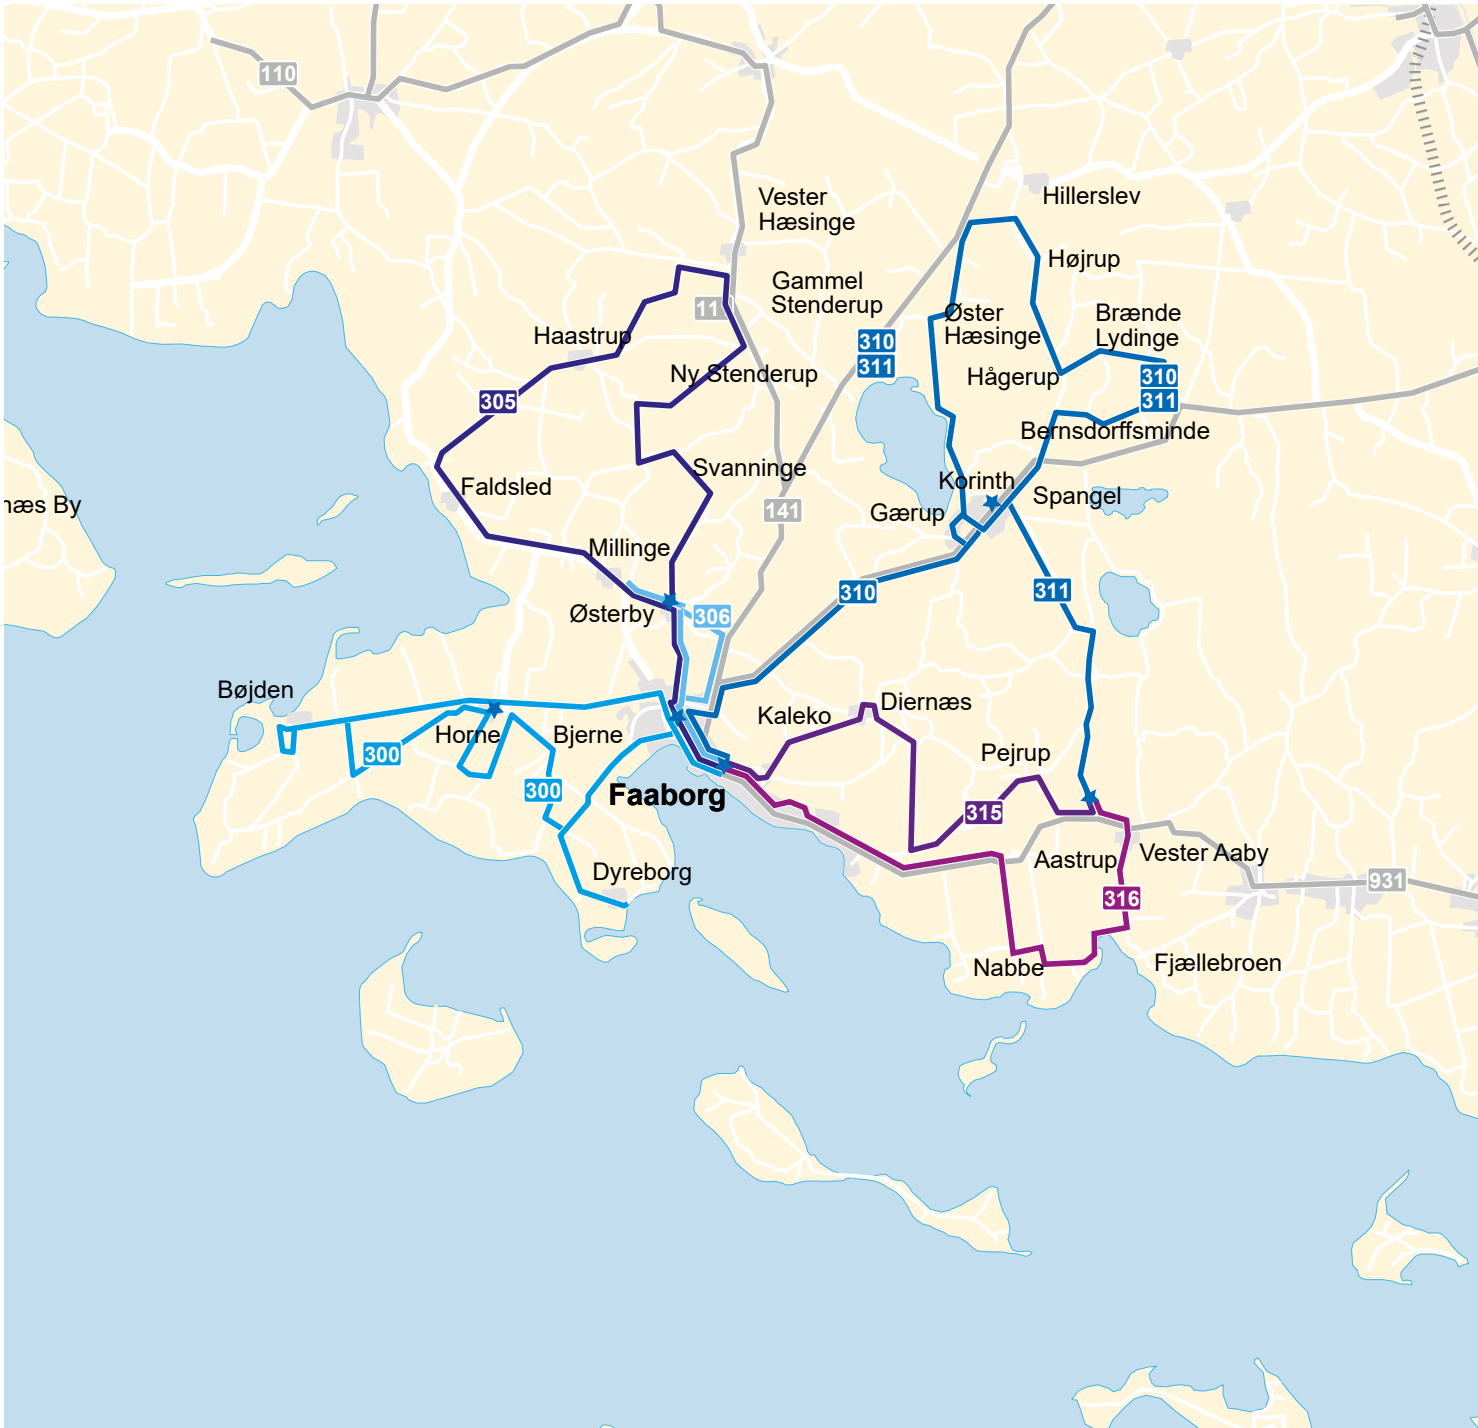 110
Vester
Hæsinge
Hillerslev
Højrup
Gammel
Stenderup
11
Øster
Hæsinge
Brænde
Lydinge
Haastrup
310
311
Ny Stenderup
Hågerup
310
311
305
Bernsdorffsminde
Svanninge
Korinth
Faldsled
Spangel
næs By
141
Gærup
Millinge
310
311
Østerby
306
Bøjden
Diernæs
Kaleko
Horne
Bjerne
300
Pejrup
300
Faaborg
315
Aastrup
Vester Aaby
Dyreborg
931
316
Nabbe
Fjællebroen